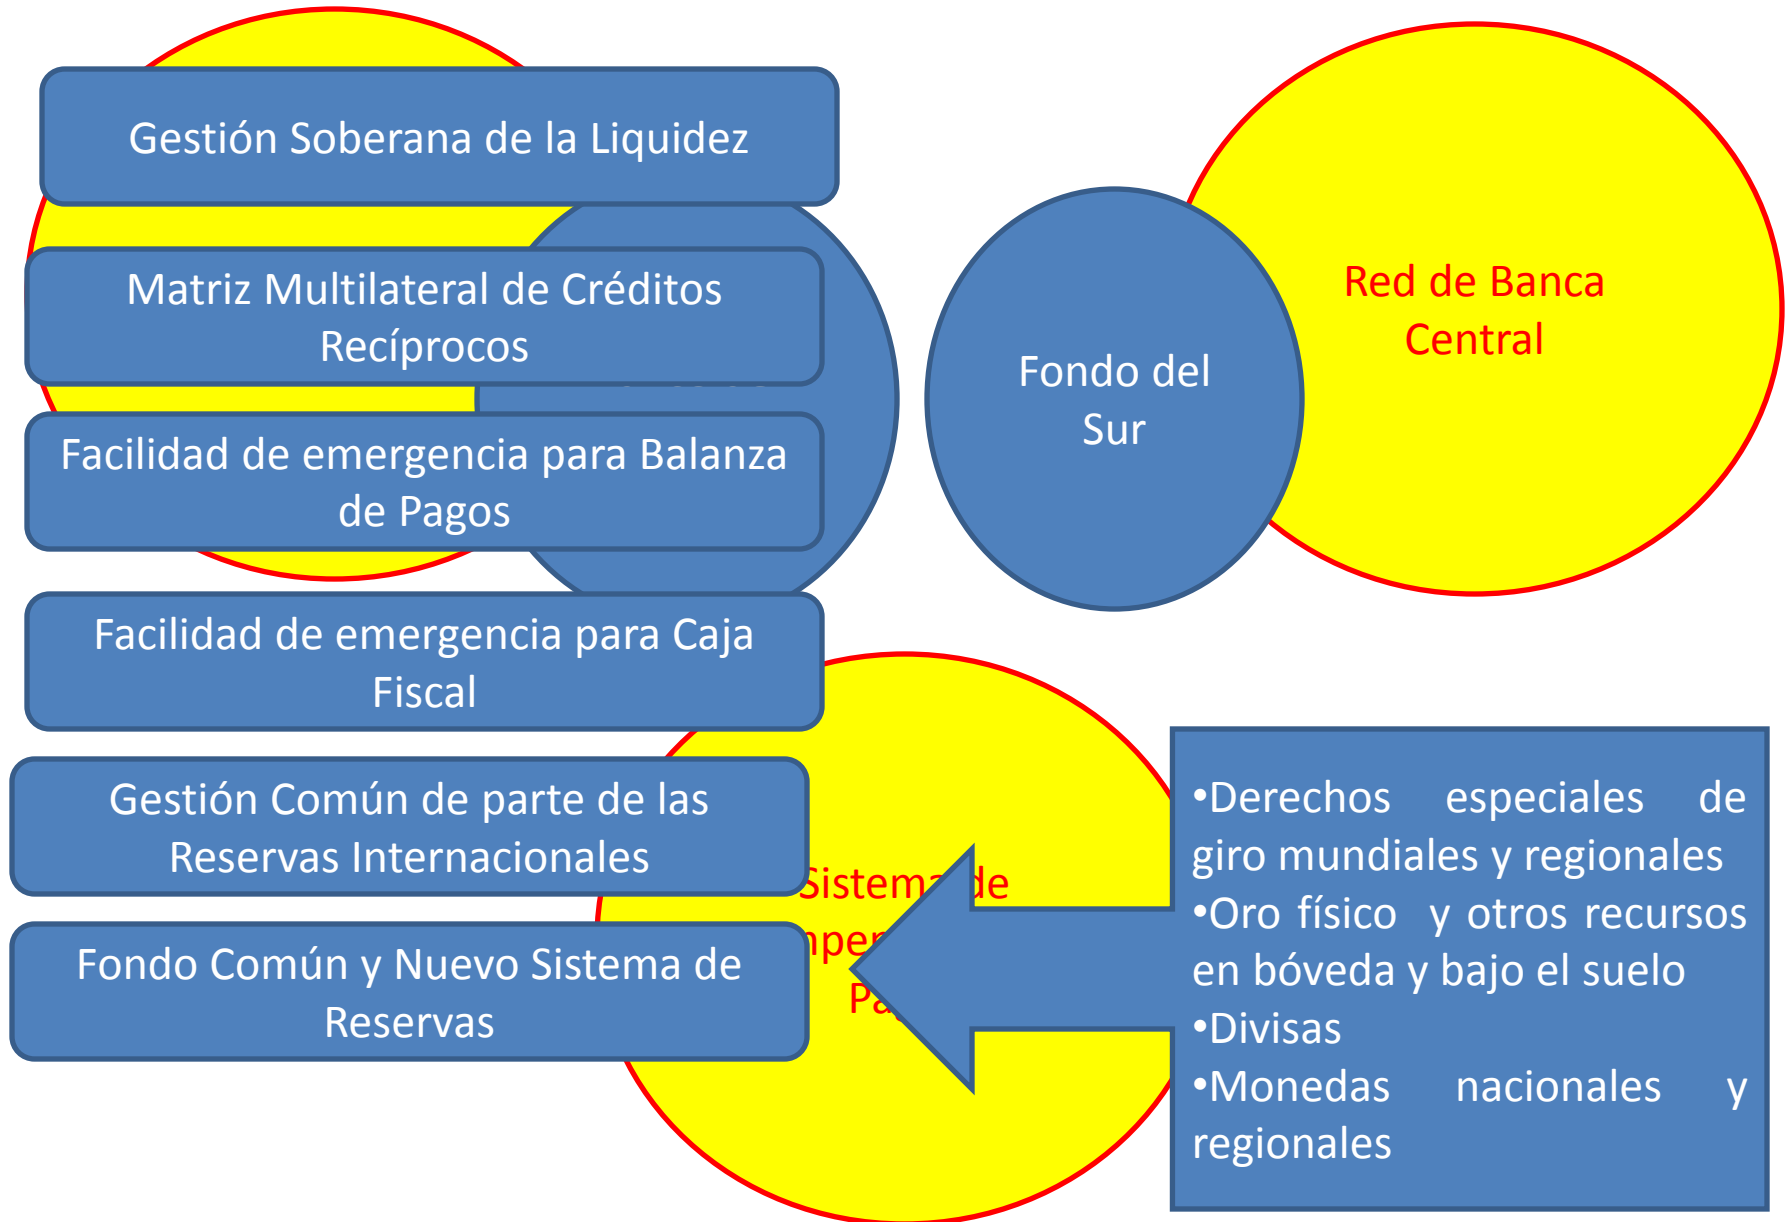 Gestión Soberana de la Liquidez
Matriz Multilateral de Créditos
Recíprocos
Facilidad de emergencia para Balanza
de Pagos
Facilidad de emergencia para Caja
Fiscal
Gestión Común de parte de las
Reservas Internacionales
Fondo Común y Nuevo Sistema de
Reservas
Fondo del
Sur
Red de Banca
Central
Sistema de
•Derechos especiales de
giro mundiales y regionales
•Oro físico y otros recursos
en bóveda y bajo el suelo
•Divisas
•Monedas nacionales y
regionales